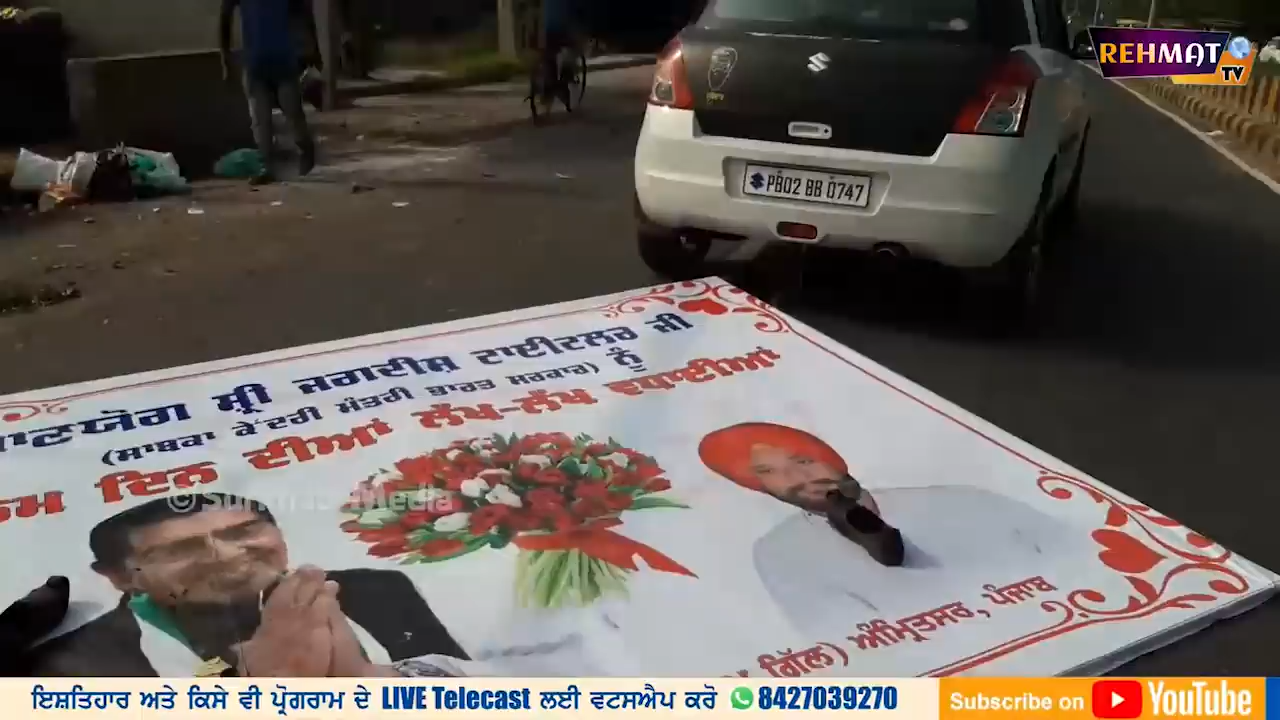 REHMAT
TV
PB02 BB 0747
ਸ਼੍ਰੀ ਜਗਦੀਸ਼ ਟਾਈਟਲਰ ਜੀ
(ਸਾਬਕਾ ਕੇਂਦਰੀ ਮੰਤਰੀ ਭਾਰਤ ਸਰਕਾਰ) ਨੂੰ
ਦਿਨ ਦੀਆਂ ਲੱਖ-ਲੱਖ ਵਧਾਈਆਂ
ਗਿੱਲ) ਅੰਮ੍ਰਿਤਸਰ, ਪੰਜਾਬ
ਇਸ਼ਤਿਹਾਰ ਅਤੇ ਕਿਸੇ ਵੀ ਪ੍ਰੋਗਰਾਮ ਦੇ LIVE Telecast ਲਈ ਵਟਸਐਪ ਕਰੋ 8427039270
Subscribe on YouTube